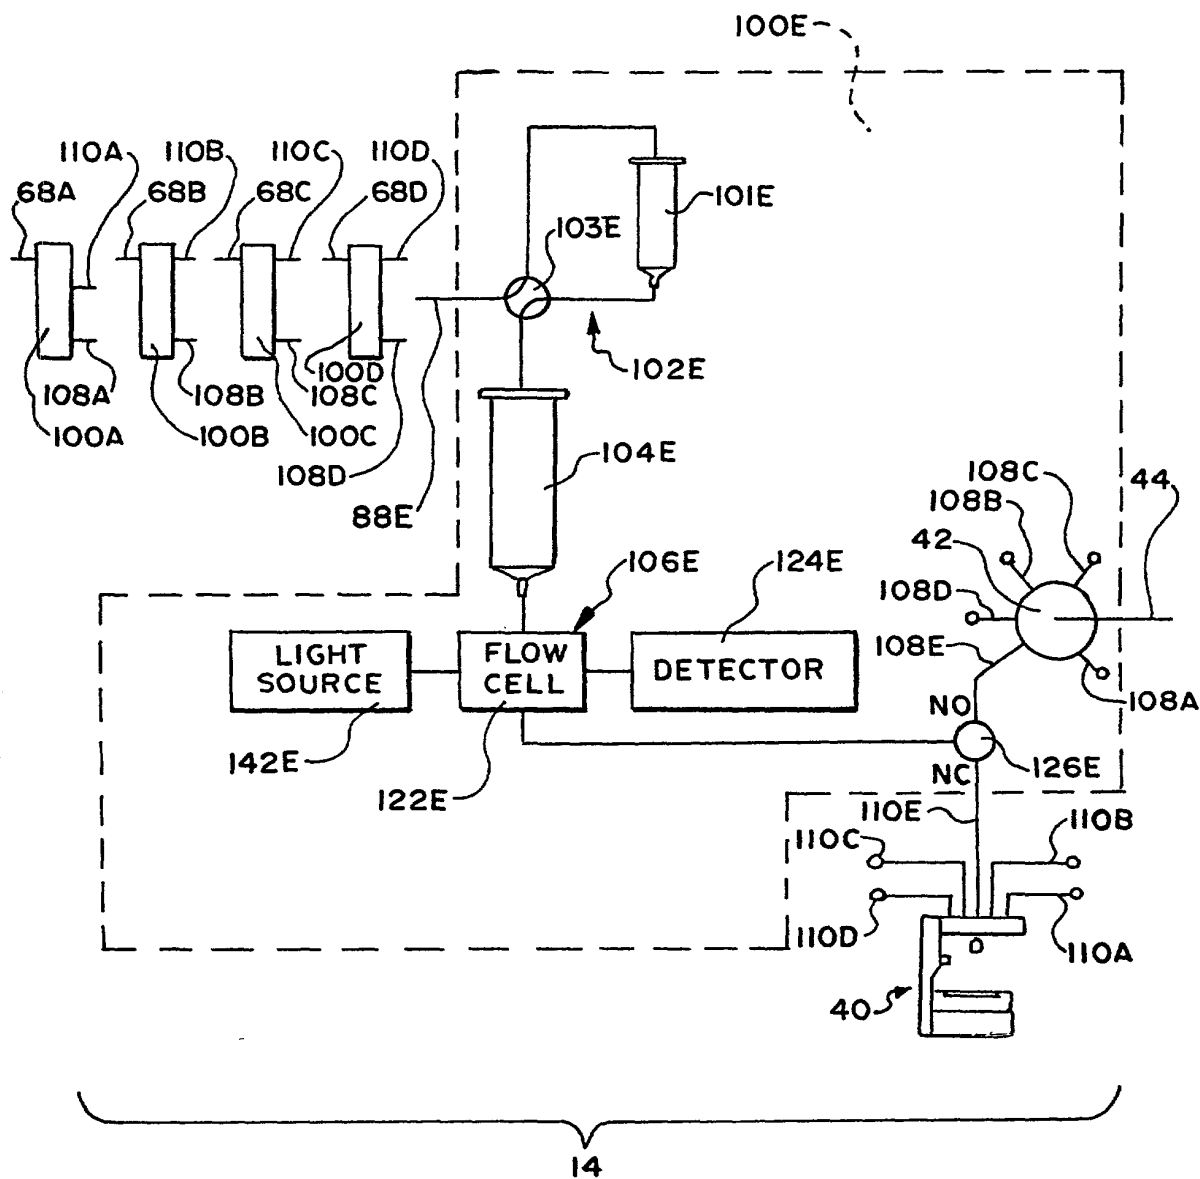 100E
110A
110B
110C
110D
68A
68B
68C
68D
101E
103E
102E
100D
108A
108B
108C
100A
100B
100C
108D
88E
104E
108C
108B
44
42
106E
124E
108D
108E
108A
LIGHT
SOURCE
FLOW
CELL
DETECTOR
NO
142E
122E
NC
126E
110E
110C
110B
110D
110A
40
14